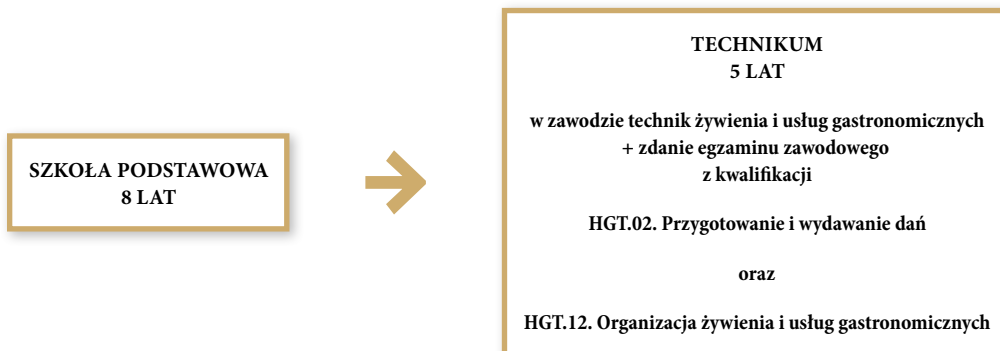 SZKOŁA PODSTAWOWA
8 LAT
TECHNIKUM
5 LAT
w zawodzie technik żywienia i usług gastronomicznych
+ zdanie egzaminu zawodowego
z kwalifikacji
HGT.02. Przygotowanie i wydawanie dań
oraz
HGT.12. Organizacja żywienia i usług gastronomicznych